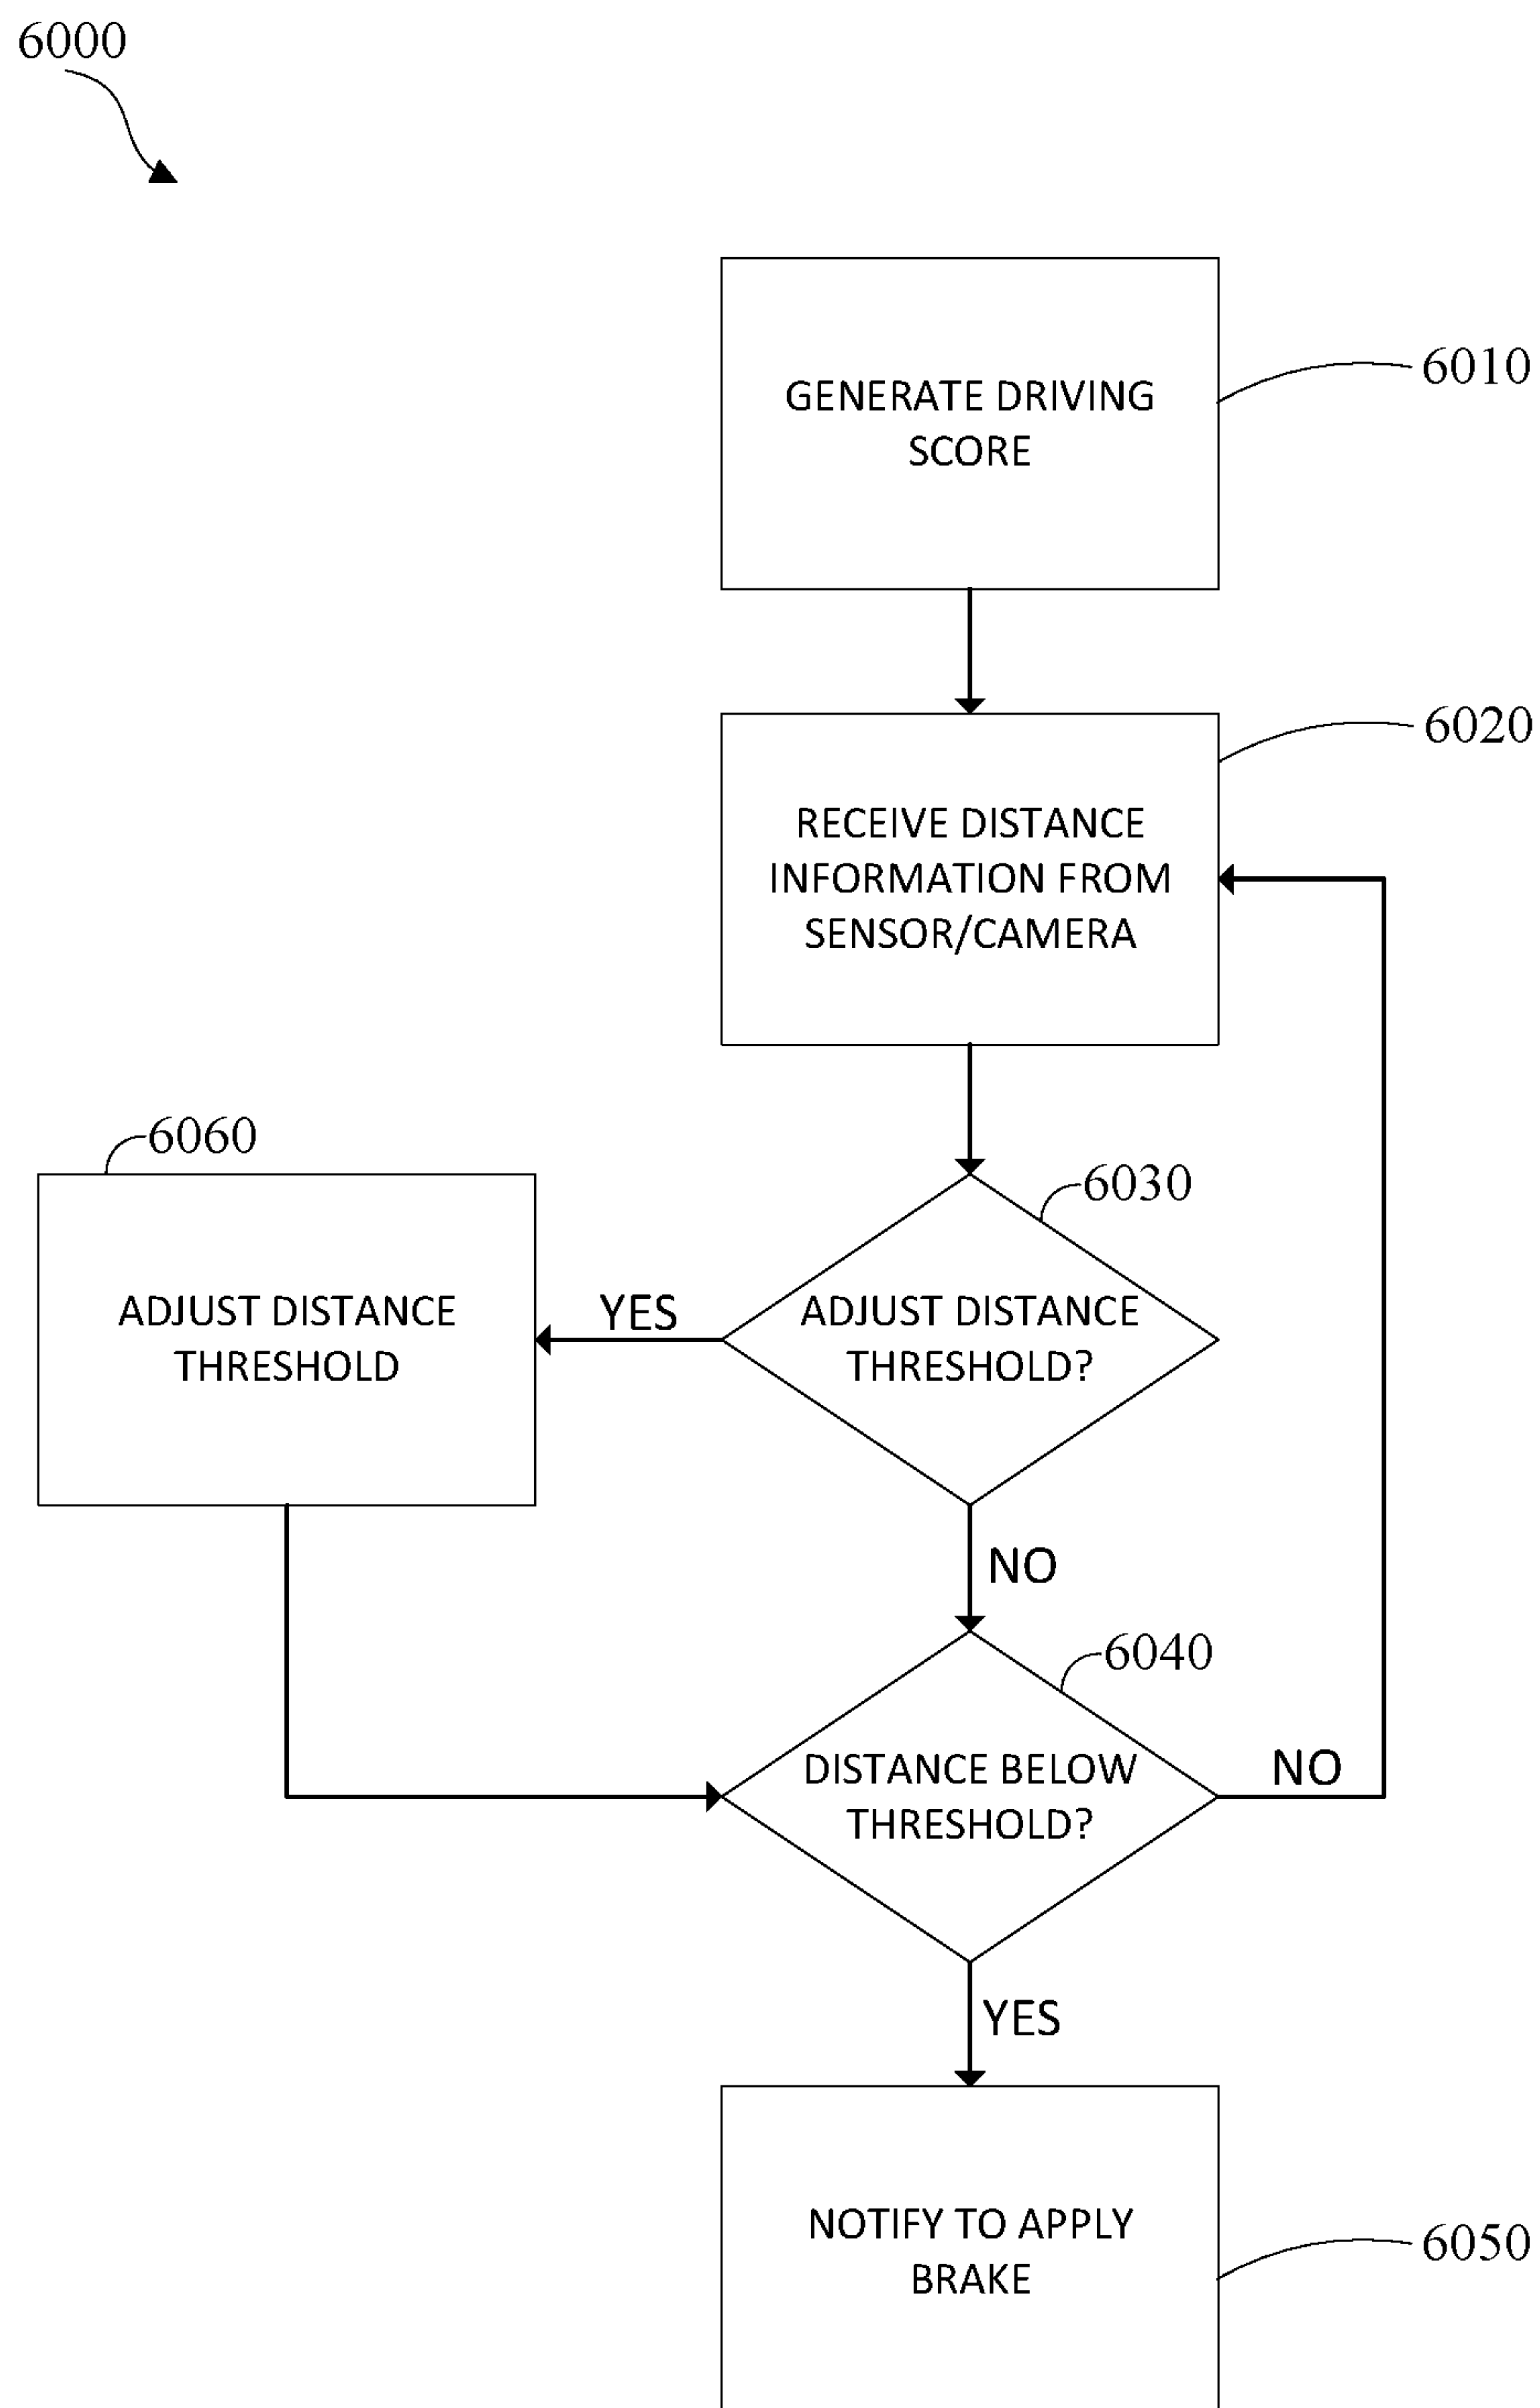 6000
GENERATE DRIVING
SCORE
6010
RECEIVE DISTANCE
INFORMATION FROM
SENSOR/CAMERA
6020
6060
ADJUST DISTANCE
THRESHOLD
YES
6030
ADJUST DISTANCE
THRESHOLD?
NO
6040
DISTANCE BELOW
THRESHOLD?
NO
YES
NOTIFY TO APPLY
BRAKE
6050